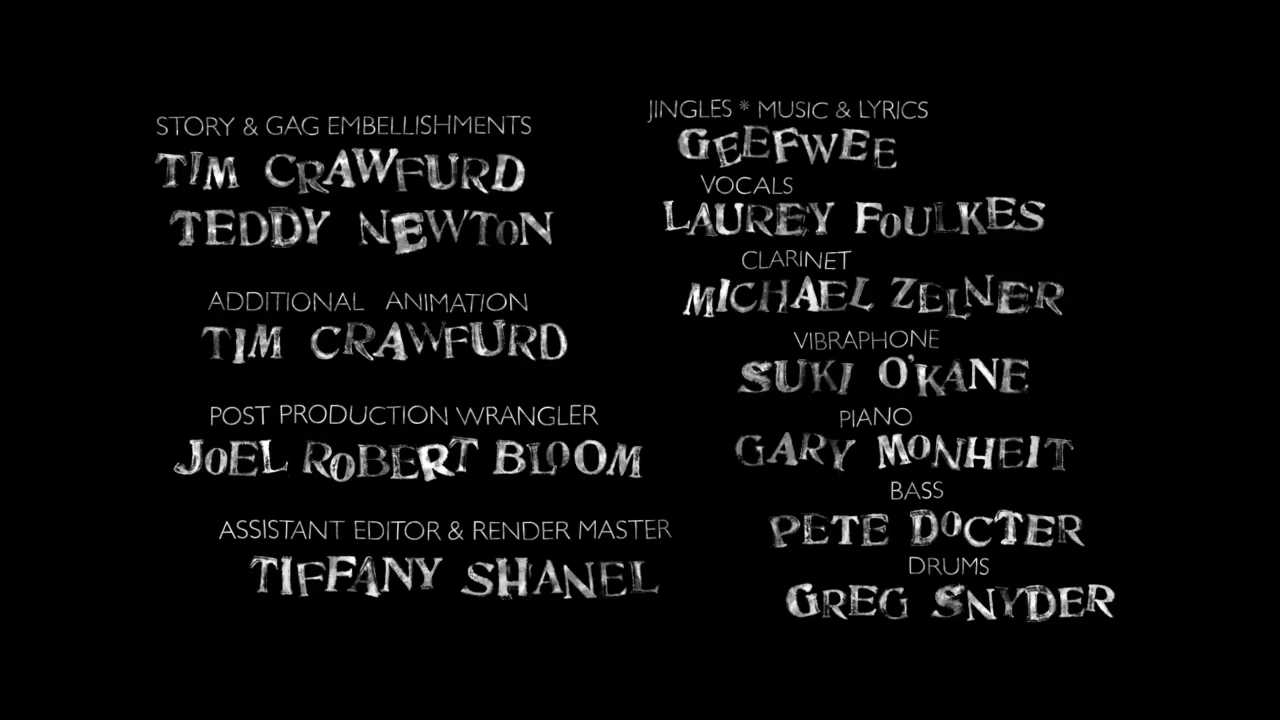 STORY & GAG EMBELLISHMENTS
TIM CRAWFURD
TEDDY NEWTON
ADDITIONAL ANIMATION
TIM CRAWFURD
POST PRODUCTION WRANGLER
JOEL ROBERT BLOOM
ASSISTANT EDITOR & RENDER MASTER
TIFFANY SHANEL
JINGLES * MUSIC & LYRICS
GEEFWEE
VOCALS
LAUREY FOULKES
CLARINET
MICHAEL ZELNER
VIBRAPHONE
SUKI O'KANE
PIANO
GARY MONHEIT
BASS
PETE DOCTER
DRUMS
GREG SNYDER